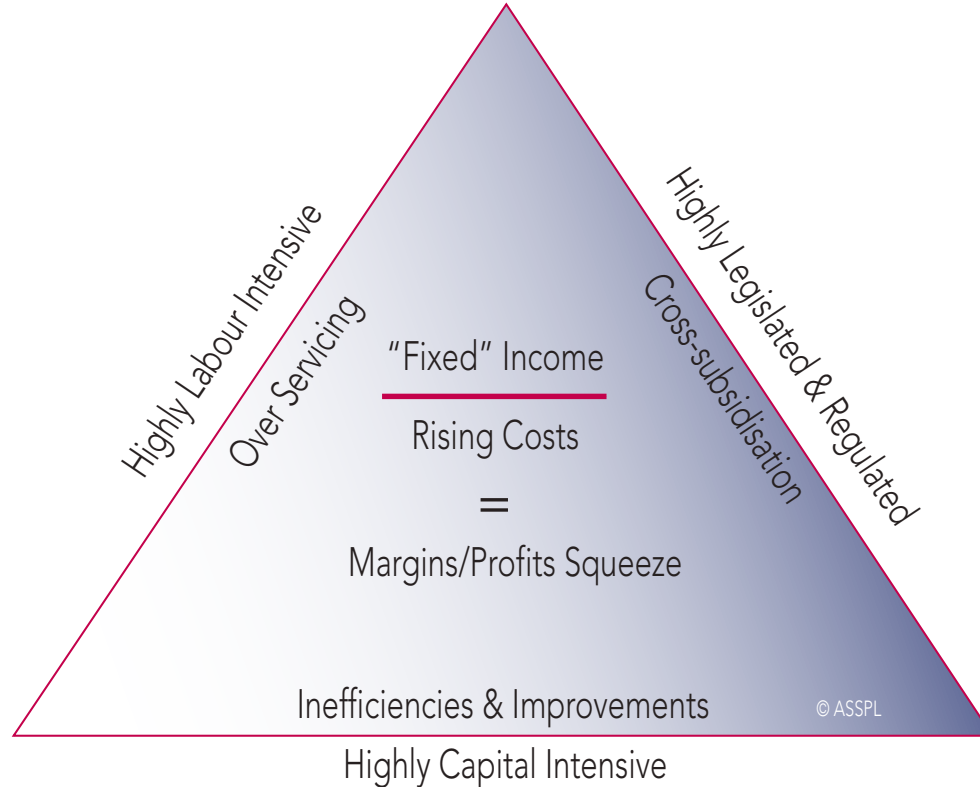 Highly Labour Intensive
Over Servicing
Highly Legislated & Regulated
Cross-subsidisation
“Fixed” Income
Rising Costs
=
Margins/Profits Squeeze
Inefficiencies & Improvements
© ASSPL
Highly Capital Intensive